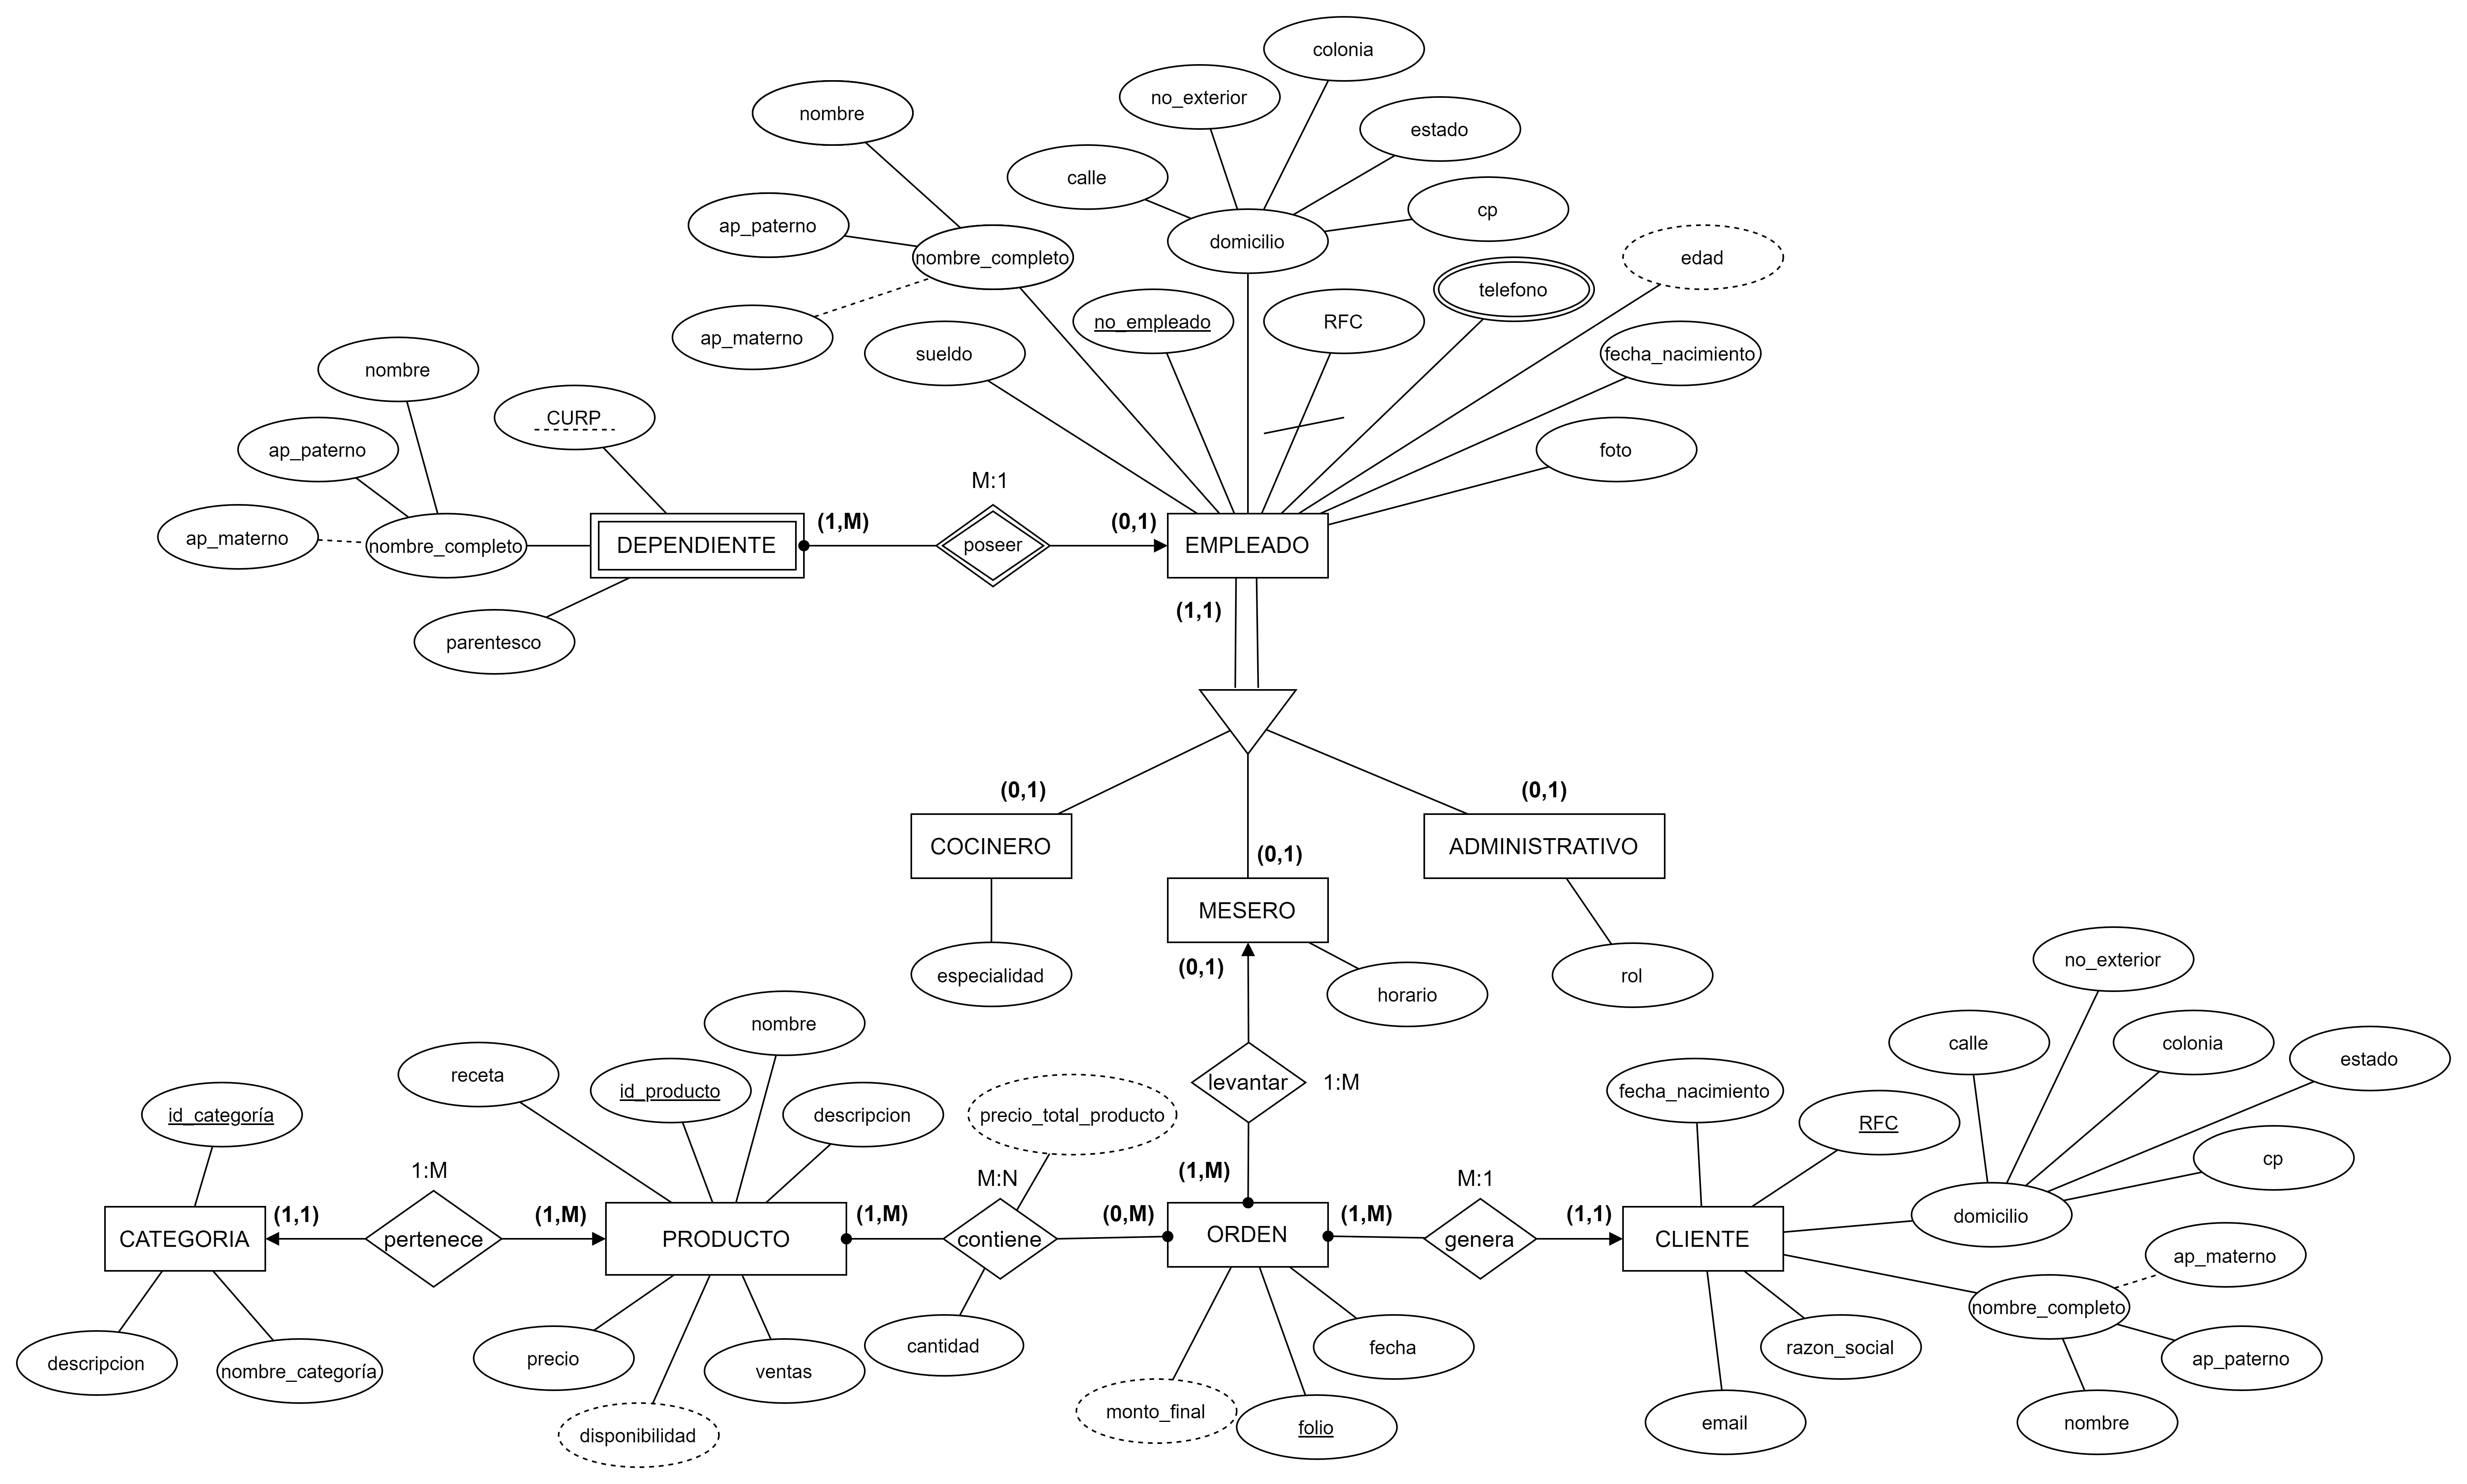 colonia
no_exterior
nombre
estado
calle
cp
ap_paterno
domicilio
nombre_completo
edad
telefono
no_empleado
RFC
ap_materno
sueldo
fecha_nacimiento
nombre
CURP
ap_paterno
foto
M:1
(1,M)
(0,1)
ap_materno
nombre_completo
DEPENDIENTE
poseer
EMPLEADO
(1,1)
parentesco
(0,1)
(0,1)
COCINERO
(0,1)
ADMINISTRATIVO
MESERO
no_exterior
(0,1)
especialidad
rol
horario
nombre
calle
colonia
estado
receta
levantar
1:M
id_producto
fecha_nacimiento
id_categoría
descripcion
precio_total_producto
RFC
cp
1:M
(1,M)
M:N
M:1
(1,1)
(1,M)
(1,M)
(0,M)
(1,M)
(1,1)
domicilio
CATEGORIA
pertenece
PRODUCTO
contiene
ORDEN
genera
CLIENTE
ap_materno
nombre_completo
descripcion
nombre_categoría
precio
ventas
cantidad
fecha
razon_social
ap_paterno
disponibilidad
monto_final
folio
email
nombre